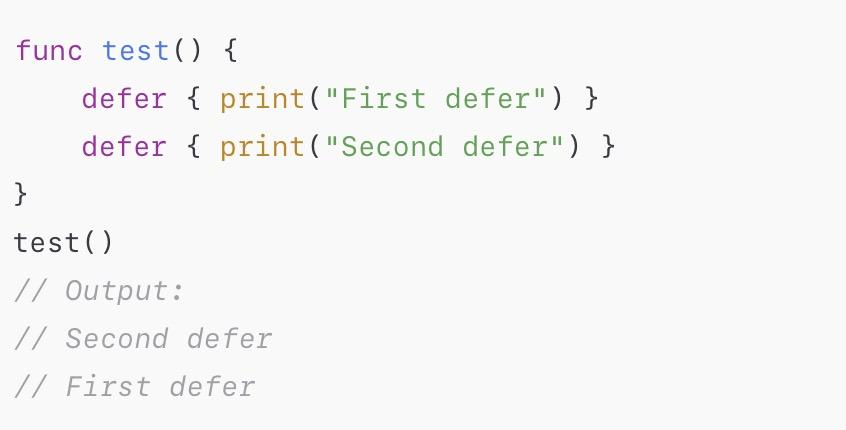 func test() {
    defer { print("First defer") }
    defer { print("Second defer") }
}
test()
// Output:
// Second defer
// First defer